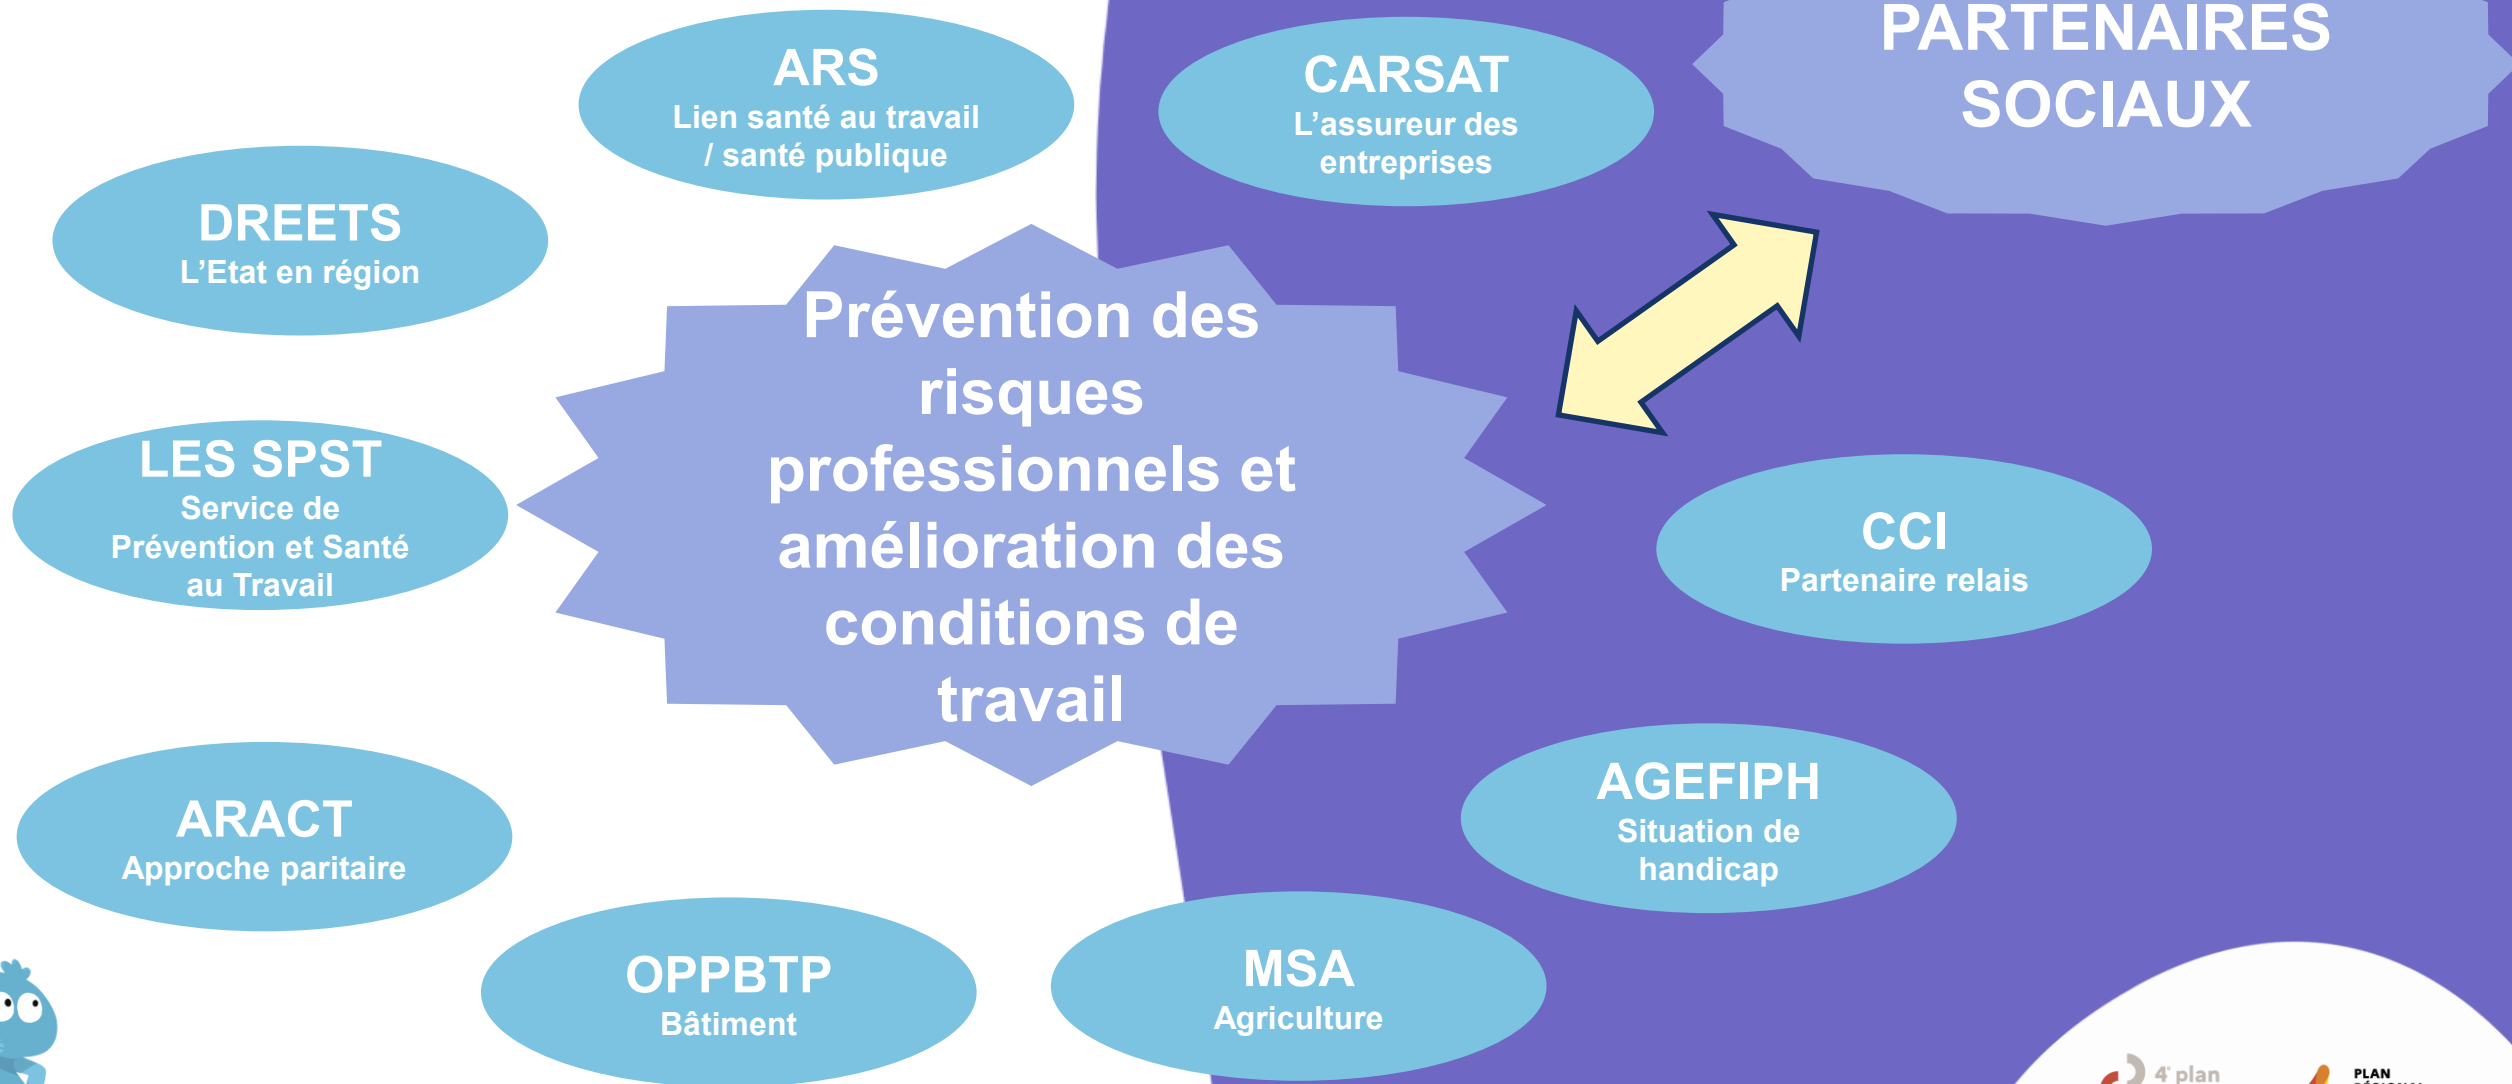 PARTENAIRES
SOCIAUX
ARS
Lien santé au travail
/ santé publique
CARSAT
L’assureur des
entreprises
DREETS
L’Etat en région
Prévention des
risques
professionnels et
amélioration des
conditions de
travail
LES SPST
Service de
Prévention et Santé
au Travail
CCI
Partenaire relais
AGEFIPH
Situation de
handicap
ARACT
Approche paritaire
OPPBTP
Bâtiment
MSA
Agriculture
4e plan
PLAN